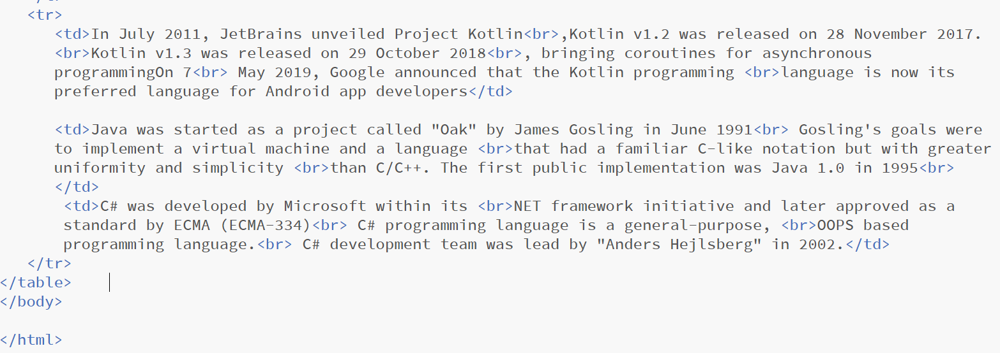 <tr>
<td>In July 2011, JetBrains unveiled Project Kotlin<br>,Kotlin v1.2 was released on 28 November 2017.
<br>Kotlin v1.3 was released on 29 October 2018<br>, bringing coroutines for asynchronous
programmingOn 7<br> May 2019, Google announced that the Kotlin programming <br>language is now its
preferred language for Android app developers</td>
<td>Java was started as a project called "Oak" by James Gosling in June 1991<br> Gosling's goals were
to implement a virtual machine and a language <br>that had a familiar C-like notation but with greater
uniformity and simplicity <br>than C/C++. The first public implementation was Java 1.0 in 1995<br>
</td>
<td>C# was developed by Microsoft within its <br>NET framework initiative and later approved as a
standard by ECMA (ECMA-334)<br> C# programming language is a general-purpose, <br>OOPS based
programming language.<br> C# development team was lead by "Anders Hejlsberg" in 2002.</td>
</tr>
</table>
</body>
</html>